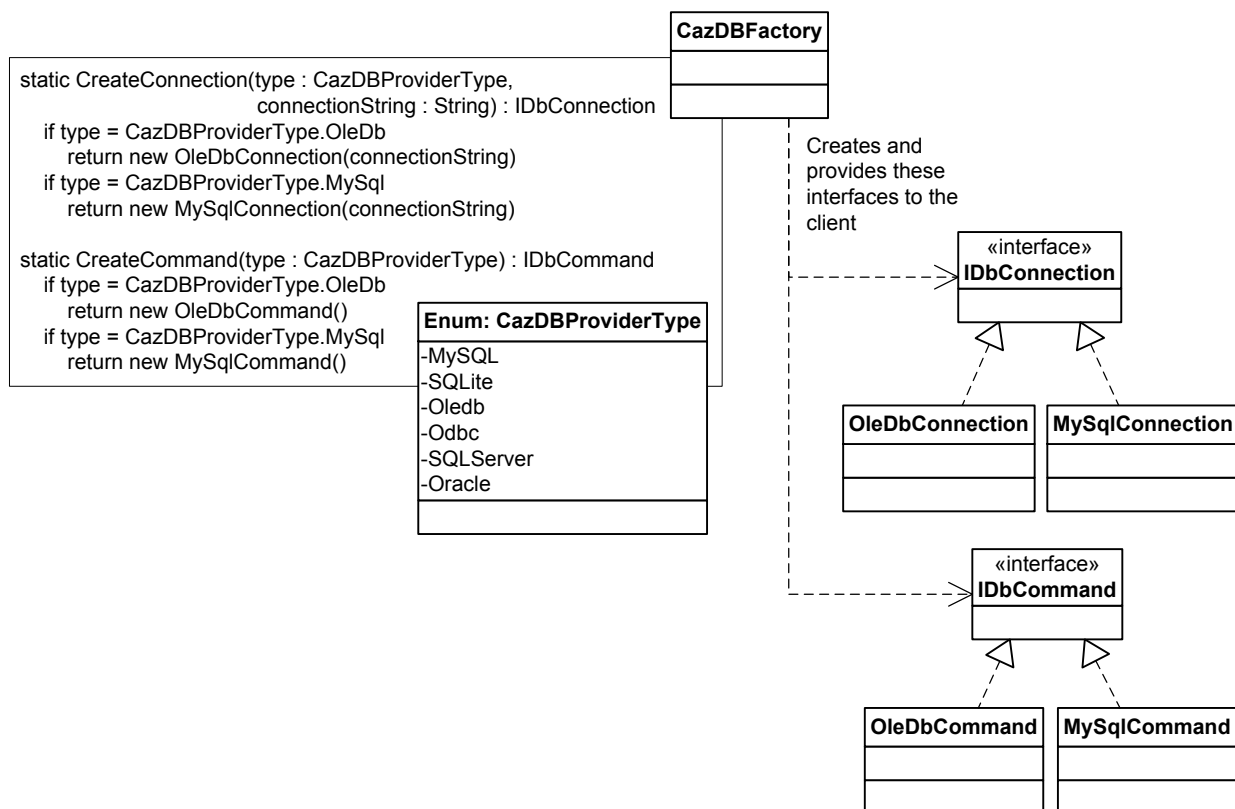 CazDBFactory
static CreateConnection(type : CazDBProviderType,
connectionString : String) : IDbConnection
if type = CazDBProviderType.OleDb
return new OleDbConnection(connectionString)
if type = CazDBProviderType.MySql
return new MySqlConnection(connectionString)
static CreateCommand(type : CazDBProviderType) : IDbCommand
if type = CazDBProviderType.OleDb
return new OleDbCommand()
if type = CazDBProviderType.MySql
return new MySqlCommand()
Enum: CazDBProviderType
-MySQL
-SQLite
-Oledb
-Odbc
-SQLServer
-Oracle
Creates and
provides these
interfaces to the
client
«interface»
IDbConnection
OleDbConnection
MySqlConnection
«interface»
IDbCommand
OleDbCommand
MySqlCommand